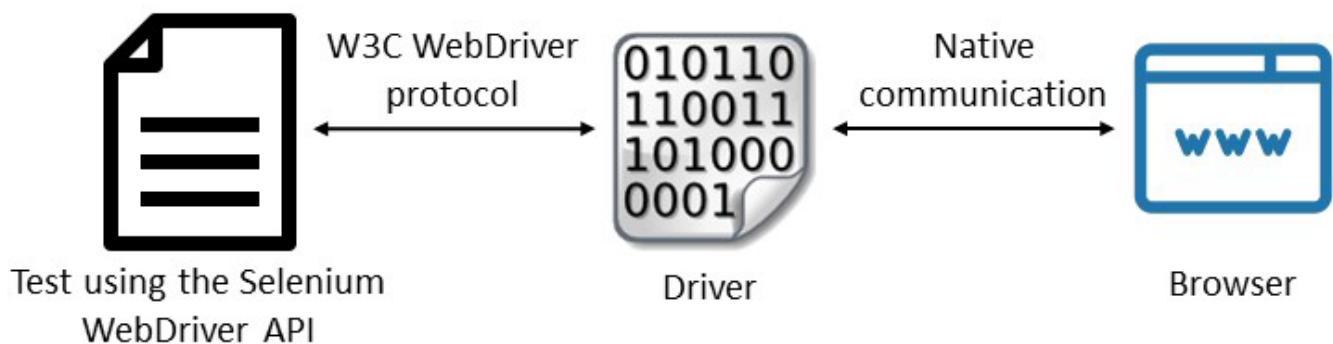 W3C WebDriver
protocol
Native
communication
010110
110011
101000
0001
www
Test using the Selenium
WebDriver API
Driver
Browser